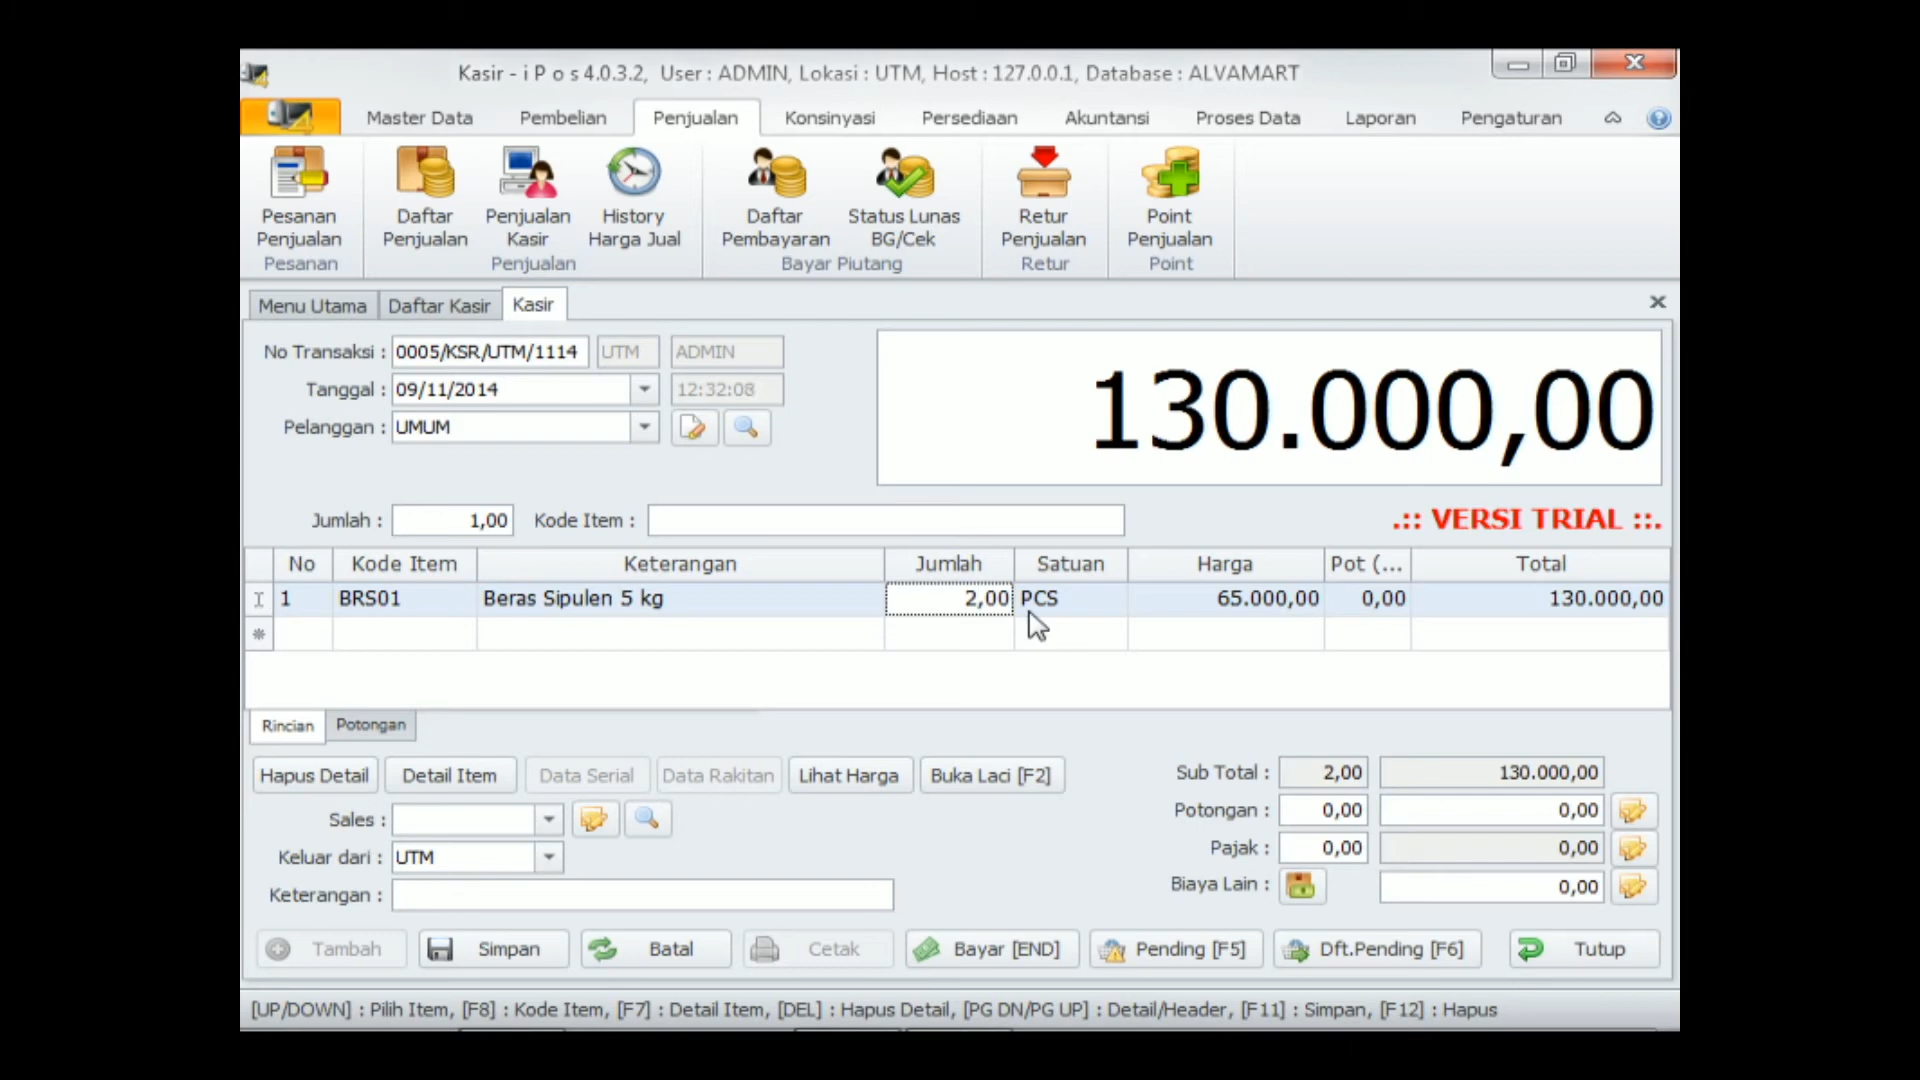 Kasir - i P o s 4.0.3.2, User : ADMIN, Lokasi : UTM, Host : 127.0.0.1, Database : ALVAMART
Master Data Pembelian Penjualan Konsinyasi Persediaan Akuntansi Proses Data Laporan Pengaturan
Pesanan Penjualan Daftar Penjualan Penjualan Kasir History Harga Jual Daftar Pembayaran Status Lunas BG/Cek Retur Penjualan Point Penjualan
Pesanan Penjualan Bayar Piutang Retur Point
Menu Utama Daftar Kasir Kasir
No Transaksi : 0005/KSR/UTM/1114 UTM ADMIN
Tanggal : 09/11/2014 12:32:08
Pelanggan : UMUM
130.000,00
Jumlah : 1,00 Kode Item : .:: VERSI TRIAL ::.
No Kode Item Keterangan Jumlah Satuan Harga Pot (... Total
1 BRS01 Beras Sipulen 5 kg 2,00 PCS 65.000,00 0,00 130.000,00
Rincian Potongan
Hapus Detail Detail Item Data Serial Data Rakitan Lihat Harga Buka Laci [F2]
Sub Total : 2,00 130.000,00
Sales :
Potongan : 0,00 0,00
Keluar dari : UTM
Pajak : 0,00 0,00
Keterangan :
Biaya Lain : 0,00
Tambah Simpan Batal Cetak Bayar [END] Pending [F5] Dft.Pending [F6] Tutup
[UP/DOWN] : Pilih Item, [F8] : Kode Item, [F7] : Detail Item, [DEL] : Hapus Detail, [PG DN/PG UP] : Detail/Header, [F11] : Simpan, [F12] : Hapus